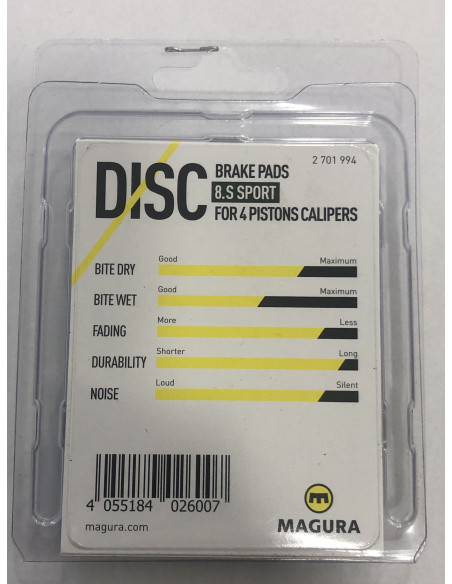 2 701 994
DISC
BRAKE PADS
8.S SPORT
FOR 4 PISTONS CALIPERS
Good Maximum
BITE DRY
Good Maximum
BITE WET
More Less
FADING
Shorter Long
DURABILITY
Loud Silent
NOISE
4 055184 026007
magura.com
MAGURA